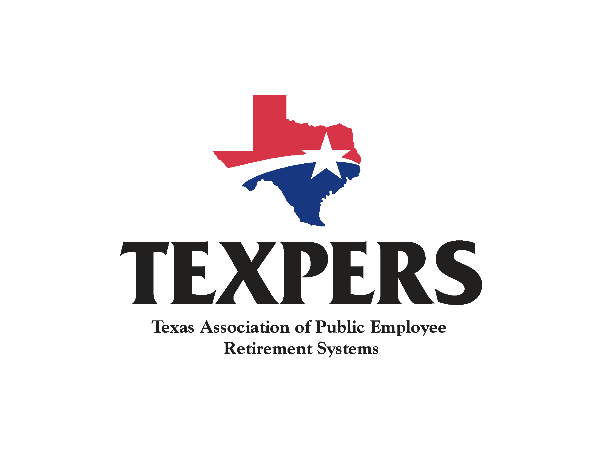 TEXPERS
Texas Association of Public Employee
Retirement Systems